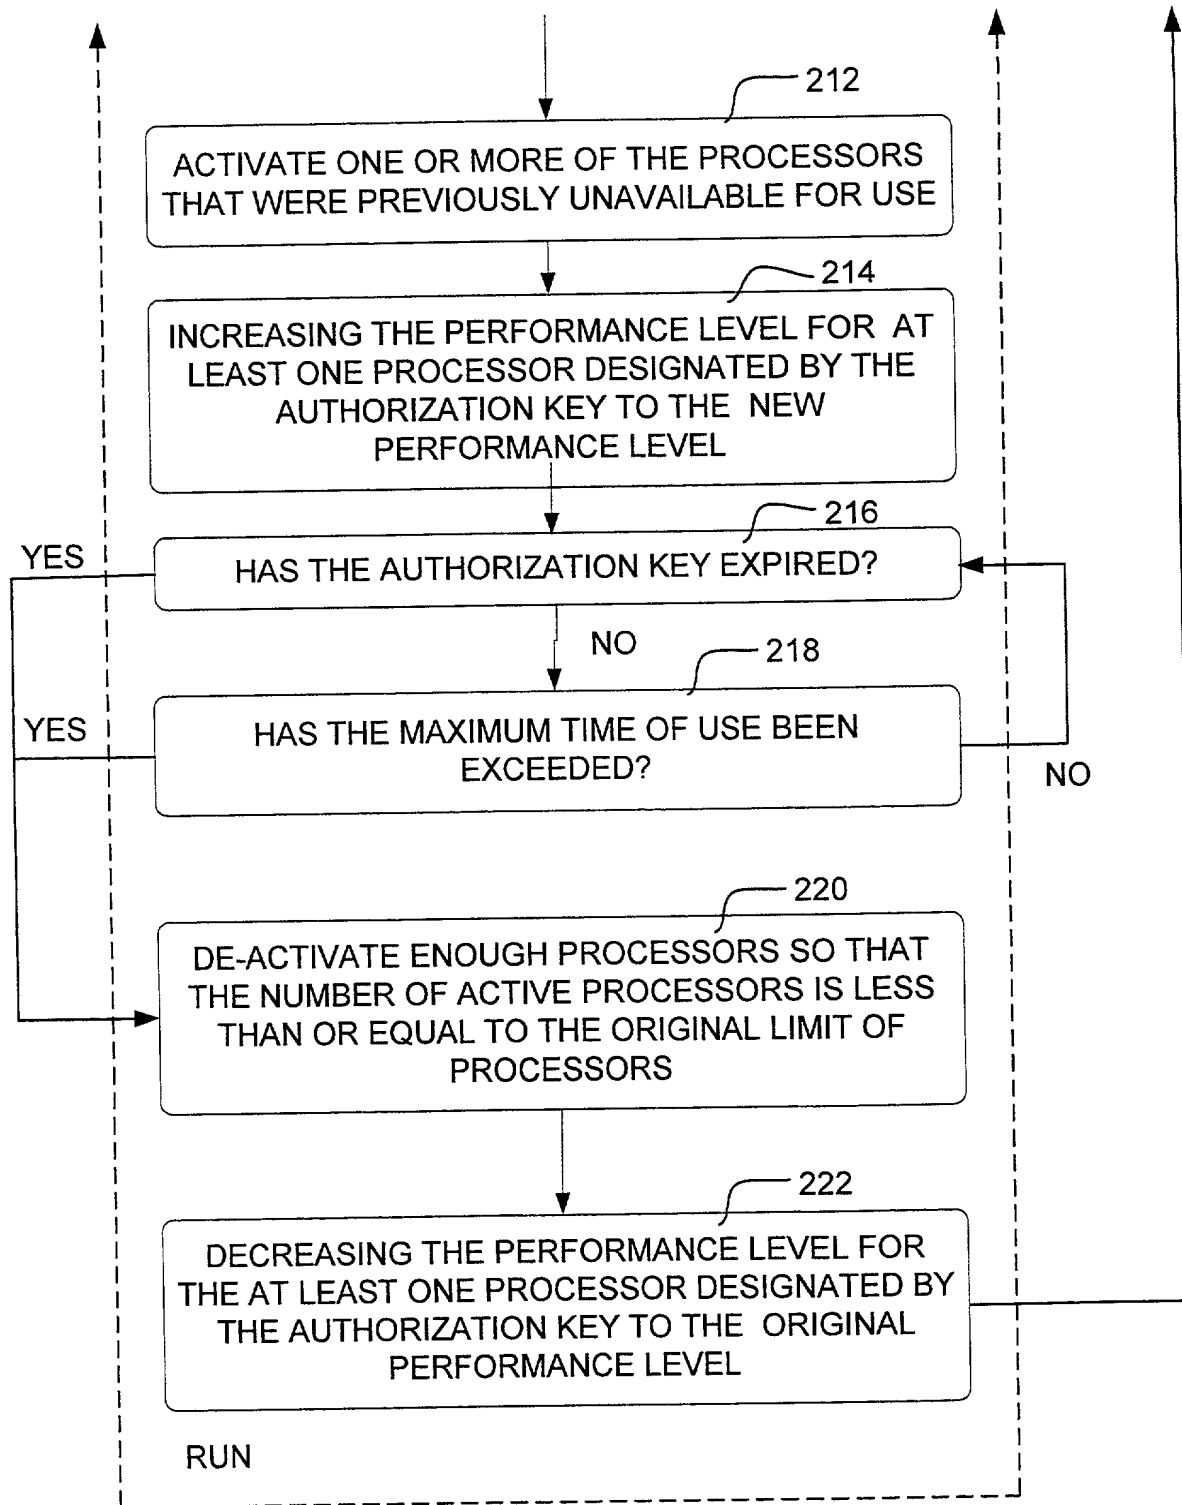 212
ACTIVATE ONE OR MORE OF THE PROCESSORS
THAT WERE PREVIOUSLY UNAVAILABLE FOR USE
214
INCREASING THE PERFORMANCE LEVEL FOR AT
LEAST ONE PROCESSOR DESIGNATED BY THE
AUTHORIZATION KEY TO THE NEW
PERFORMANCE LEVEL
216
YES
HAS THE AUTHORIZATION KEY EXPIRED?
NO
218
YES
HAS THE MAXIMUM TIME OF USE BEEN
EXCEEDED?
NO
220
DE-ACTIVATE ENOUGH PROCESSORS SO THAT
THE NUMBER OF ACTIVE PROCESSORS IS LESS
THAN OR EQUAL TO THE ORIGINAL LIMIT OF
PROCESSORS
222
DECREASING THE PERFORMANCE LEVEL FOR
THE AT LEAST ONE PROCESSOR DESIGNATED BY
THE AUTHORIZATION KEY TO THE ORIGINAL
PERFORMANCE LEVEL
RUN